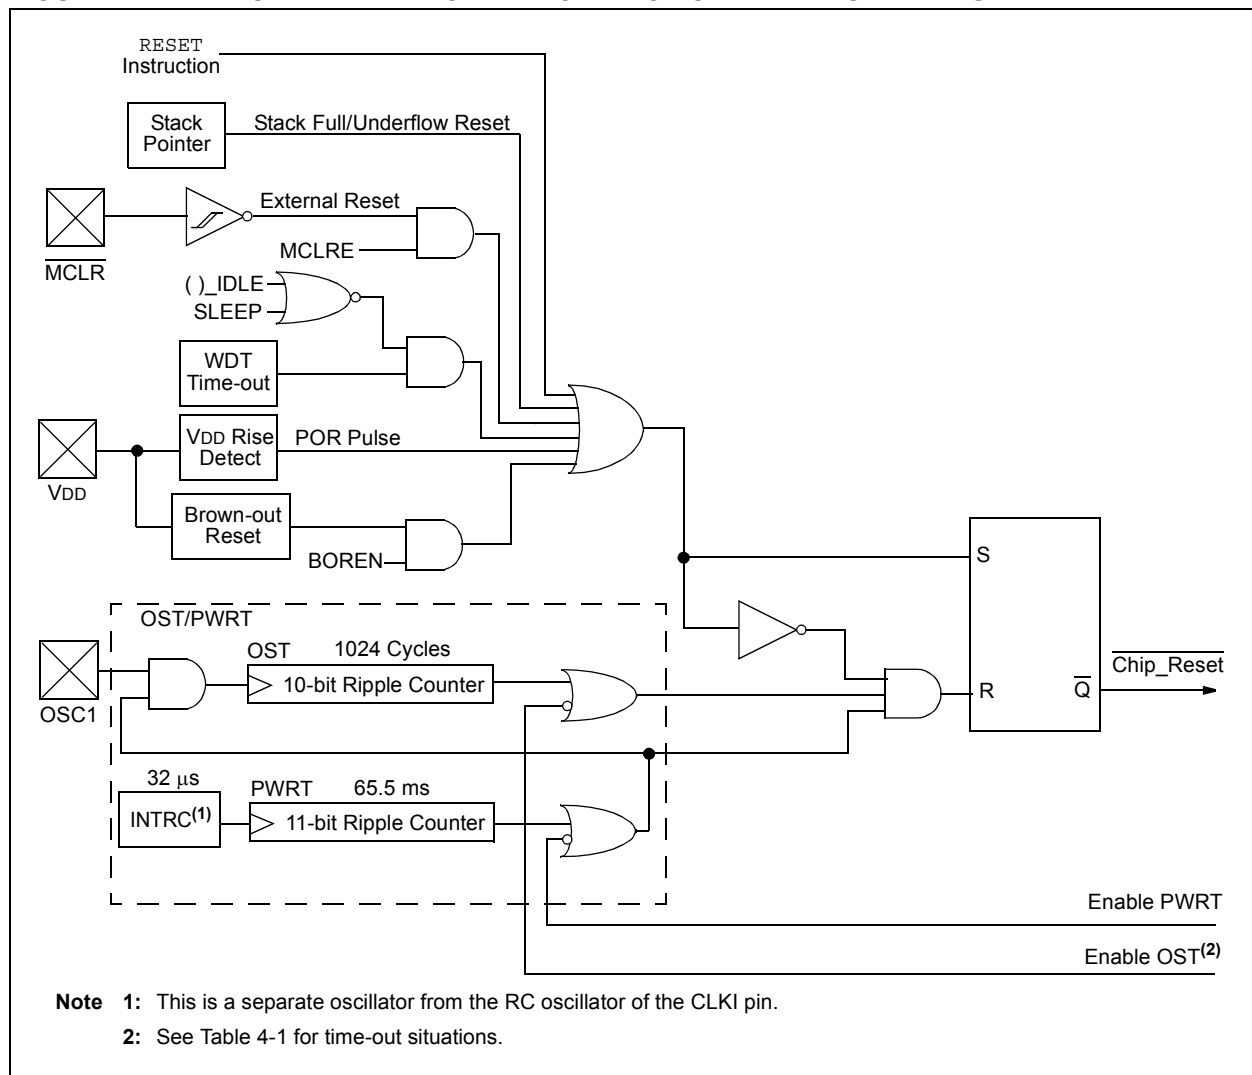 RESET
Instruction
Stack
Pointer
Stack Full/Underflow Reset
External Reset
MCLRE
MCLR
( )_IDLE
SLEEP
WDT
Time-out
VDD Rise
Detect
POR Pulse
VDD
Brown-out
Reset
BOREN
S
OST/PWRT
OST
1024 Cycles
10-bit Ripple Counter
OSC1
Chip_Reset
R
Q
32 μs
PWRT
65.5 ms
INTRC(1)
11-bit Ripple Counter
Enable PWRT
Enable OST(2)
Note 1: This is a separate oscillator from the RC oscillator of the CLKI pin.
2: See Table 4-1 for time-out situations.